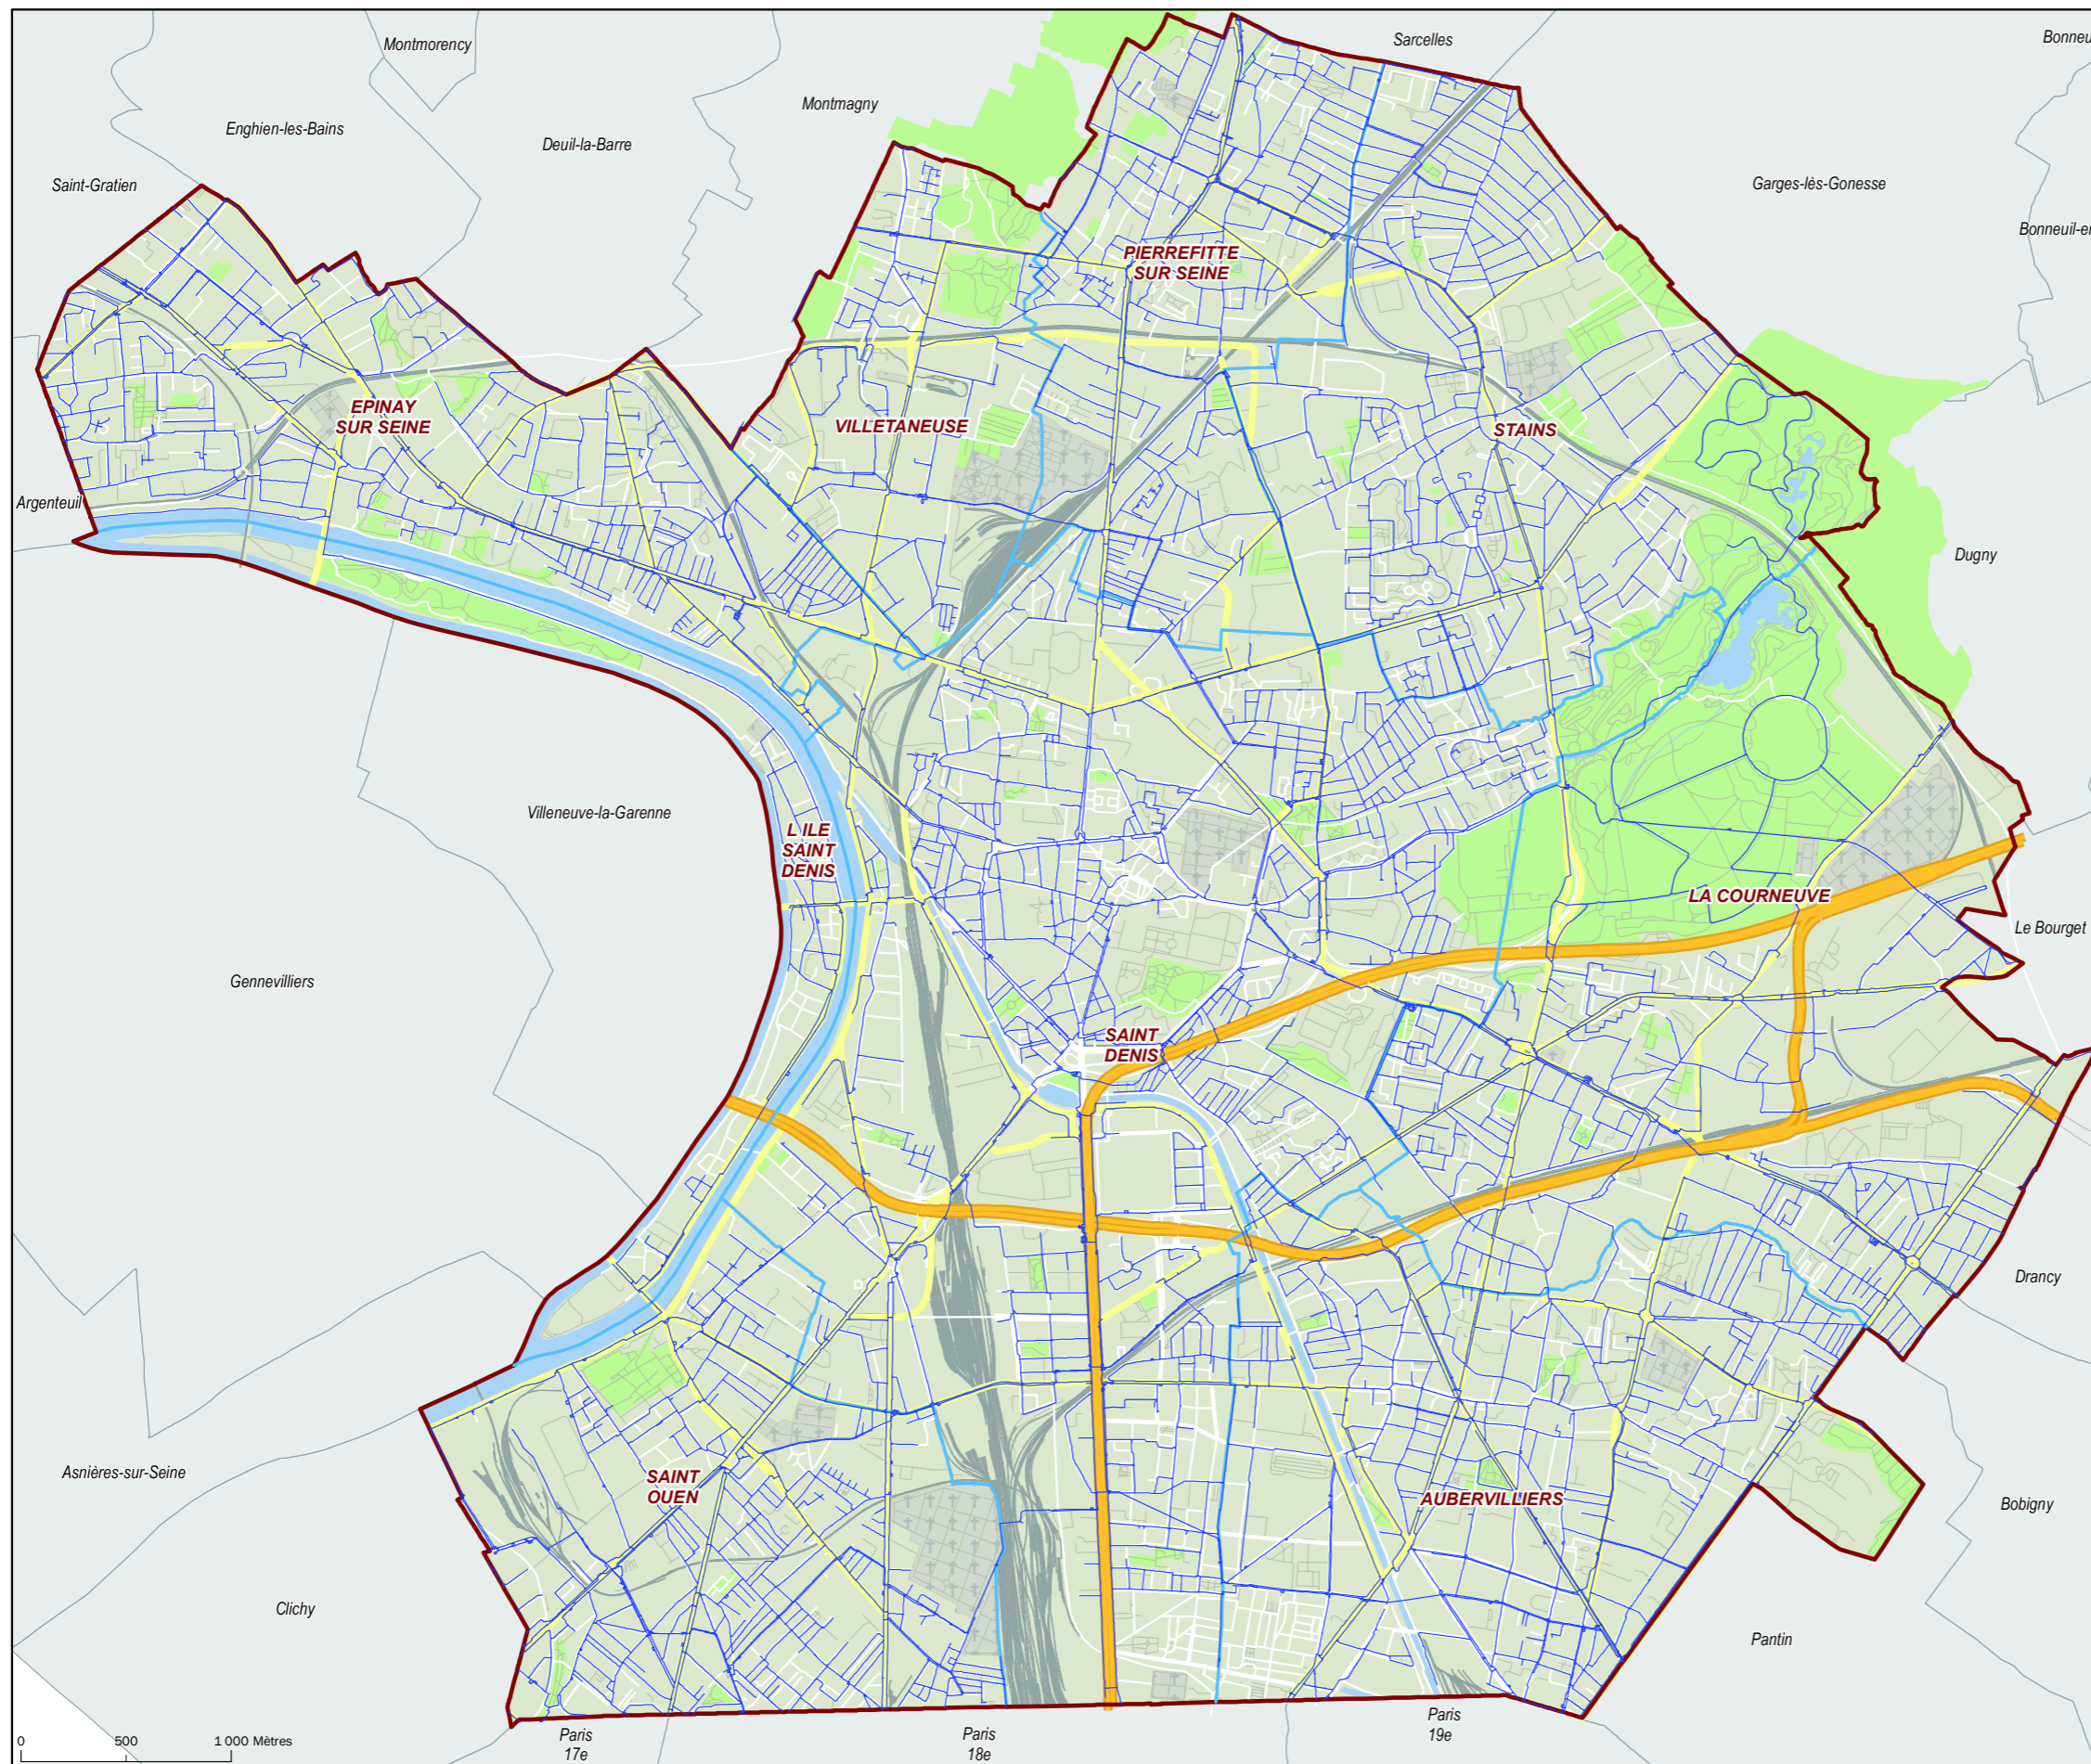 Montmorency
Sarcelles
Enghien-les-Bains
Montmagny
Deuil-la-Barre
Saint-Gratien
Garges-lès-Gonesse
PIERREFITTE
SUR SEINE
EPINAY
SUR SEINE
VILLETANEUSE
STAINS
Argenteuil
Dugny
Villeneuve-la-Garenne
L ILE
SAINT
DENIS
LA COURNEUVE
Le Bourget
Gennevilliers
SAINT
DENIS
Drancy
Asnières-sur-Seine
SAINT
OUEN
AUBERVILLIERS
Bobigny
Clichy
Pantin
Paris
17e
Paris
18e
Paris
19e
0 500 1 000 Mètres